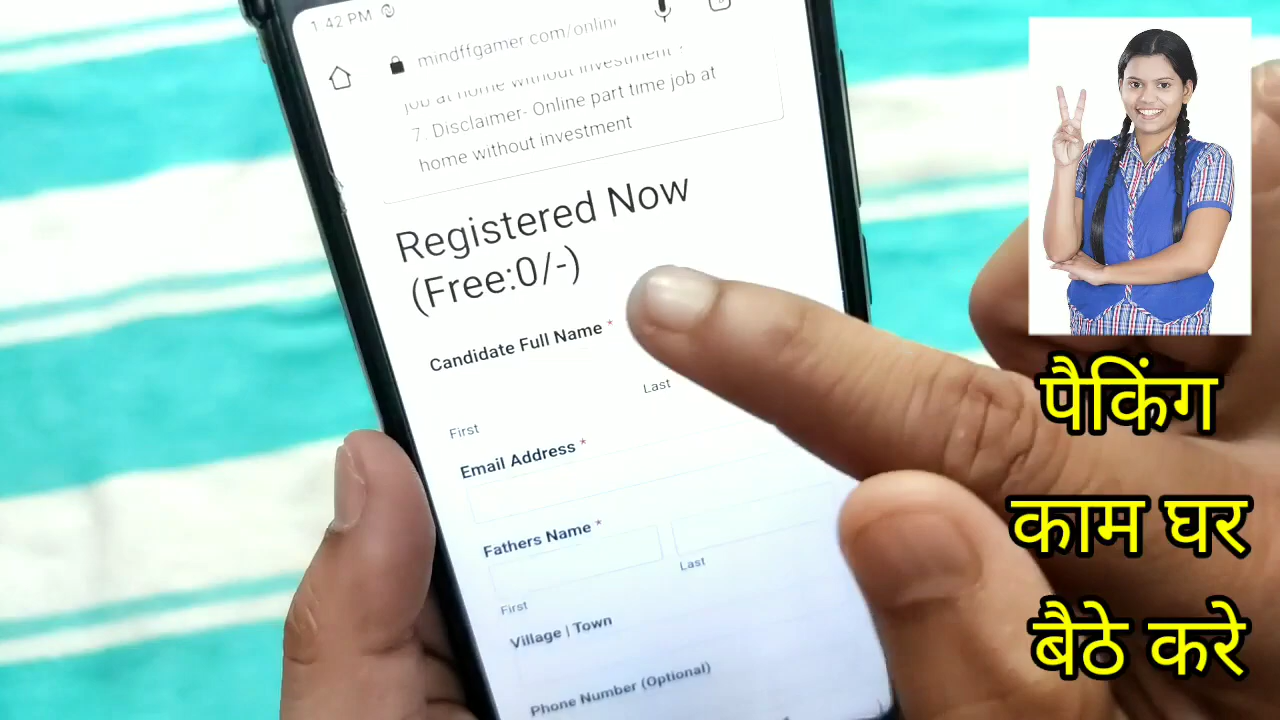 1 42 PM
mindffgamer com/onlin
job at home without investment
7. Disclaimer- Online part time job at
home without investment
Registered Now
(Free:0/-)
Candidate Full Name *
Last
First
Email Address *
Fathers Name *
Last
First
Village | Town
Phone Number (Optional)
पैकिंग
काम घर
बैठे करे